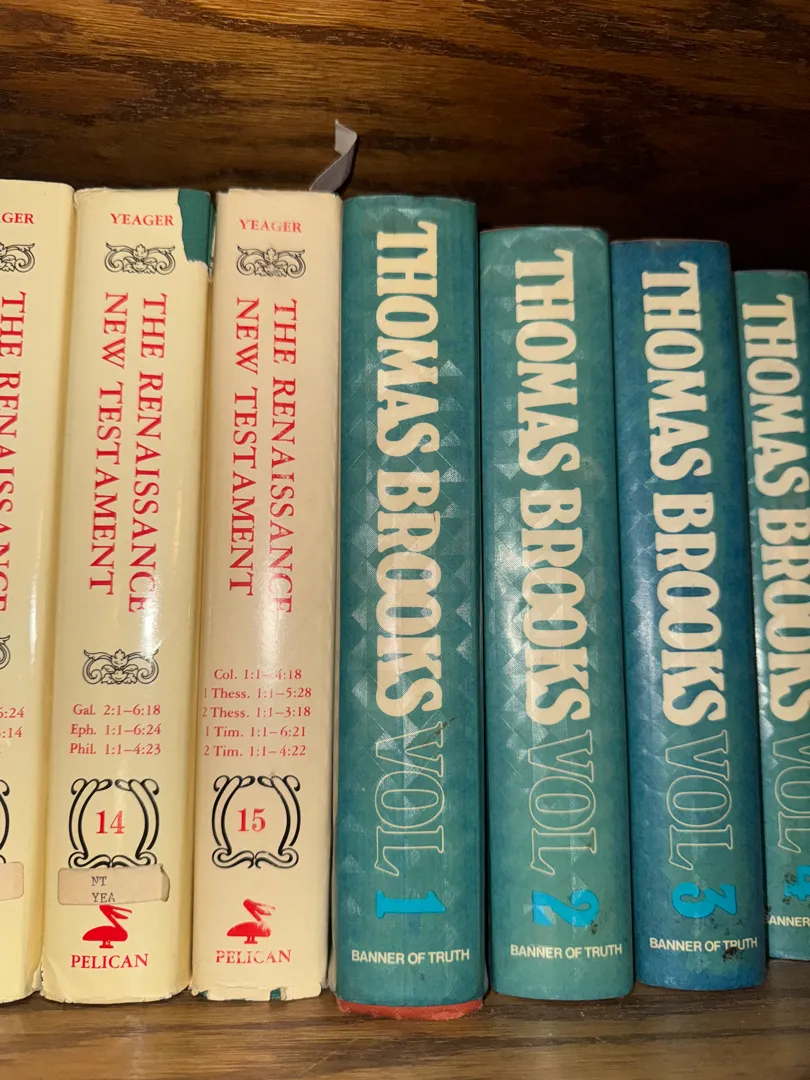 YEAGER
THE RENAISSANCE
NEW TESTAMENT
Gal. 2:1–6:18
Eph. 1:1–6:24
Phil. 1:1–4:23
14
NT
YEA
PELICAN
YEAGER
THE RENAISSANCE
NEW TESTAMENT
Col. 1:1–4:18
1 Thess. 1:1–5:28
2 Thess. 1:1–3:18
1 Tim. 1:1–6:21
2 Tim. 1:1–4:22
15
PELICAN
THOMAS BROOKS VOL 1
BANNER OF TRUTH
THOMAS BROOKS VOL 2
BANNER OF TRUTH
THOMAS BROOKS VOL 3
BANNER OF TRUTH
THOMAS BROOKS VOL 4